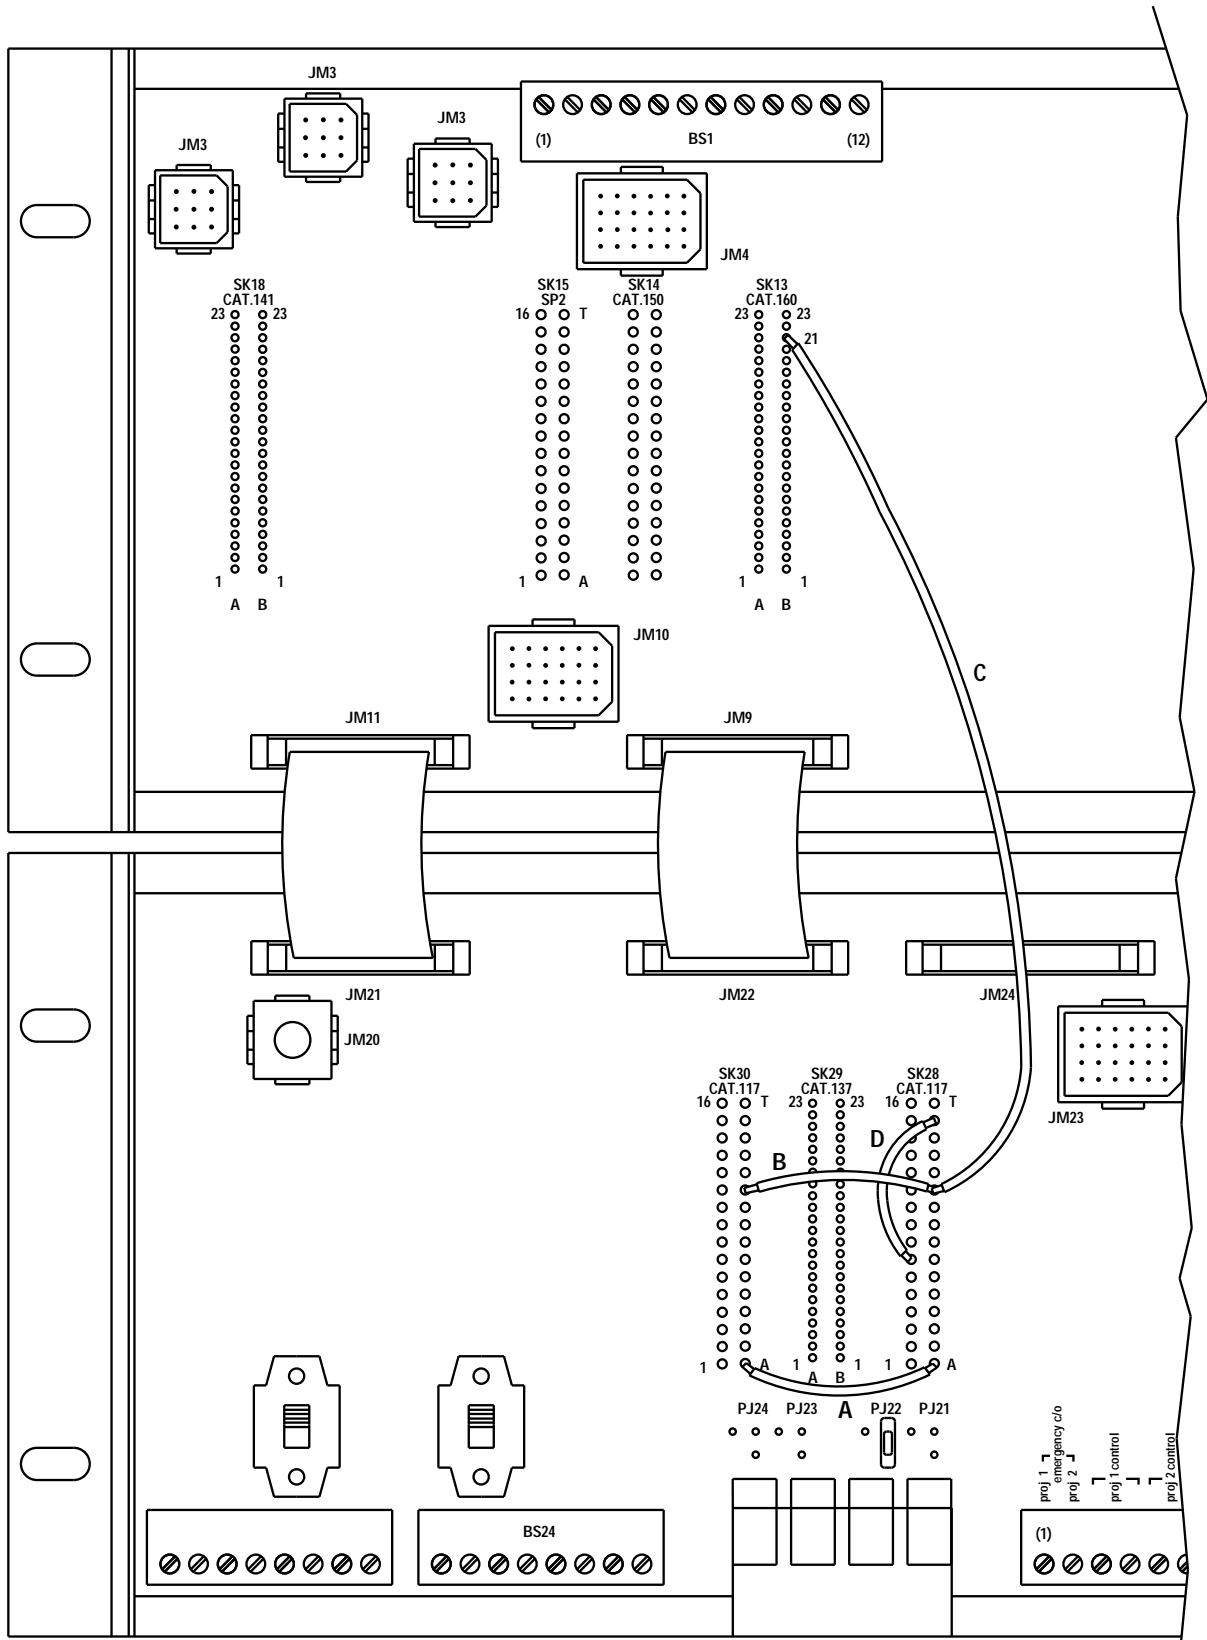 JM3
JM3
JM3
(1) BS1 (12)
JM4
SK18
CAT.141
23 23
1 1
A B
SK15
SP2
16 T
1 A
SK14
CAT.150
SK13
CAT.160
23 23
21
1 1
A B
JM10
C
JM11
JM9
JM21
JM22
JM24
JM20
JM23
SK30
CAT.117
16 T
1 A
SK29
CAT.137
23 23
1 1
A B
SK28
CAT.117
16 T
1 A
D
B
A
PJ24 PJ23 PJ22 PJ21
proj 1
emergency c/o
proj 2
proj 1 control
proj 2 control
BS24
(1)